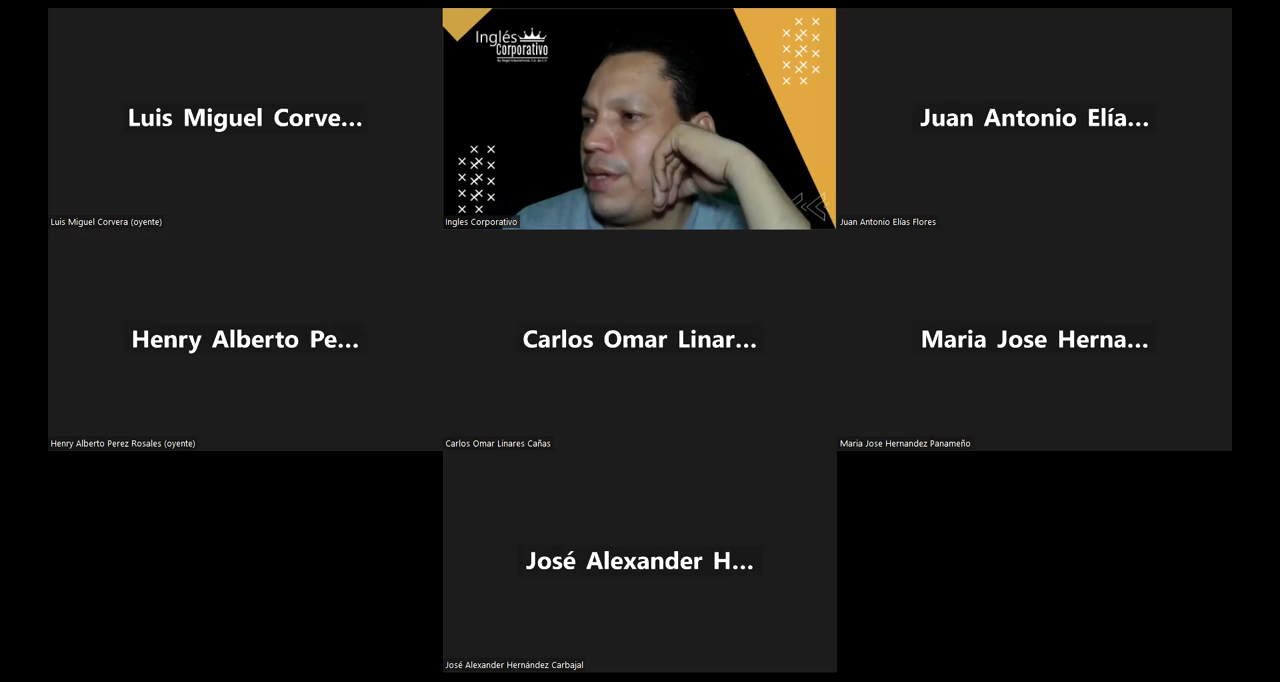 Luis Miguel Corve...
Luis Miguel Corvera (oyente)
Inglés
Corporativo
Ingles Corporativo
Juan Antonio Elía...
Juan Antonio Elías Flores
Henry Alberto Pe...
Henry Alberto Perez Rosales (oyente)
Carlos Omar Linar...
Carlos Omar Linares Cañas
Maria Jose Herna...
Maria Jose Hernandez Panameño
José Alexander H...
José Alexander Hernández Carbajal